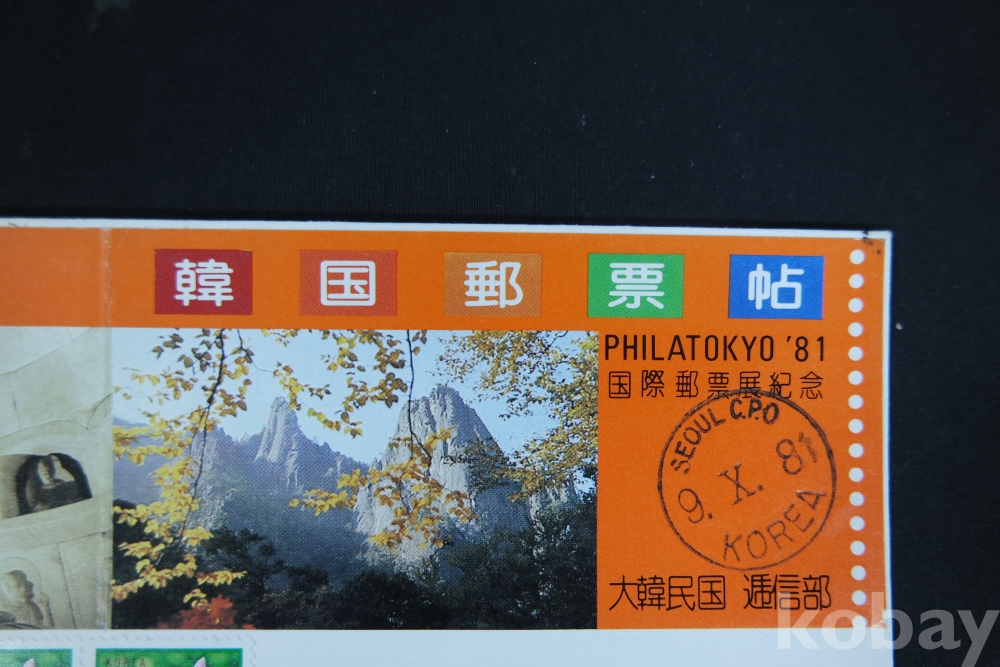 韓国郵票帖
PHILATOKYO '81
国際郵票展紀念
SEOUL C.P.O
9. X. 81
KOREA
大韓民国 逓信部
KOREA
kobay